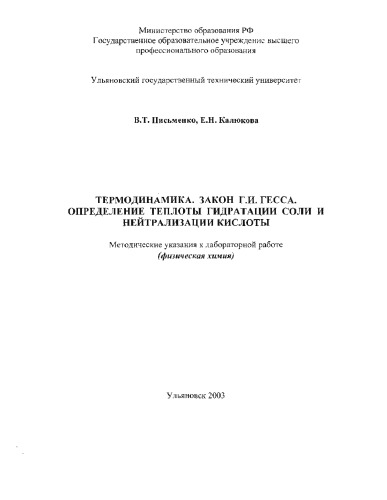 Министерство образования РФ
Государственное образовательное учреждение высшего
профессионального образования
Ульяновский государственный технический университет
В.Т. Письменко, Е.Н. Калюкова
ТЕРМОДИНАМИКА. ЗАКОН Г.И. ГЕССА.
ОПРЕДЕЛЕНИЕ ТЕПЛОТЫ ГИДРАТАЦИИ СОЛИ И
НЕЙТРАЛИЗАЦИИ КИСЛОТЫ
Методические указания к лабораторной работе
(физическая химия)
Ульяновск 2003